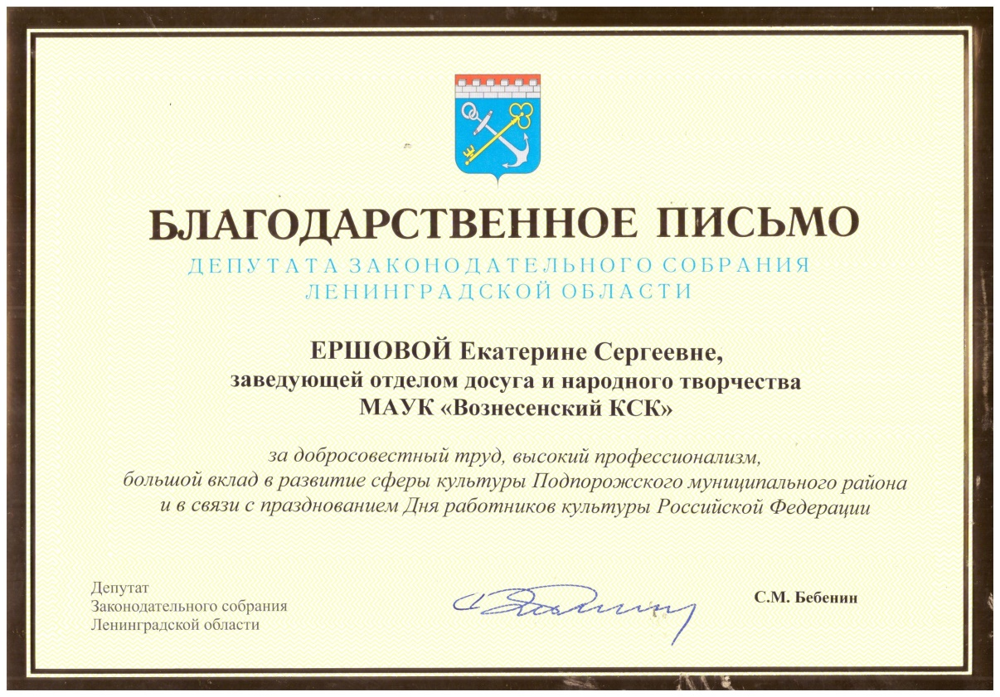 БЛАГОДАРСТВЕННОЕ ПИСЬМО
ДЕПУТАТА ЗАКОНОДАТЕЛЬНОГО СОБРАНИЯ
ЛЕНИНГРАДСКОЙ ОБЛАСТИ
ЕРШОВОЙ Екатерине Сергеевне,
заведующей отделом досуга и народного творчества
МАУК «Вознесенский КСК»
за добросовестный труд, высокий профессионализм,
большой вклад в развитие сферы культуры Подпорожского муниципального района
и в связи с празднованием Дня работников культуры Российской Федерации
Депутат
Законодательного собрания
Ленинградской области
С.М. Бебенин